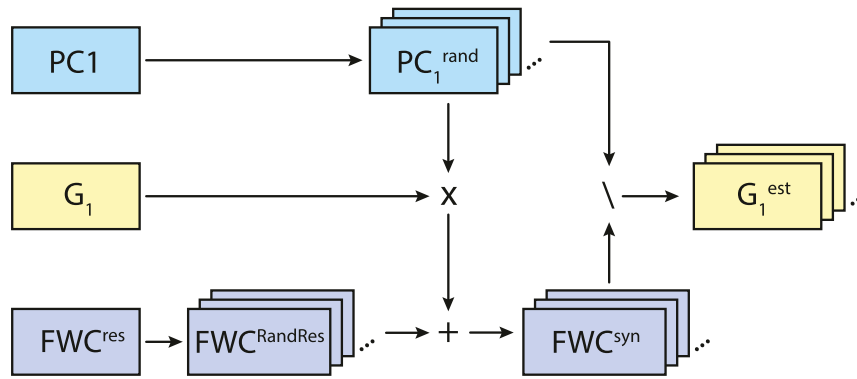 PC1
PC₁ʳᵃⁿᵈ
G₁
x
\
G₁ᵉˢᵗ
FWCʳᵉˢ
FWCᴿᵃⁿᵈᴿᵉˢ
+
FWCˢʸⁿ